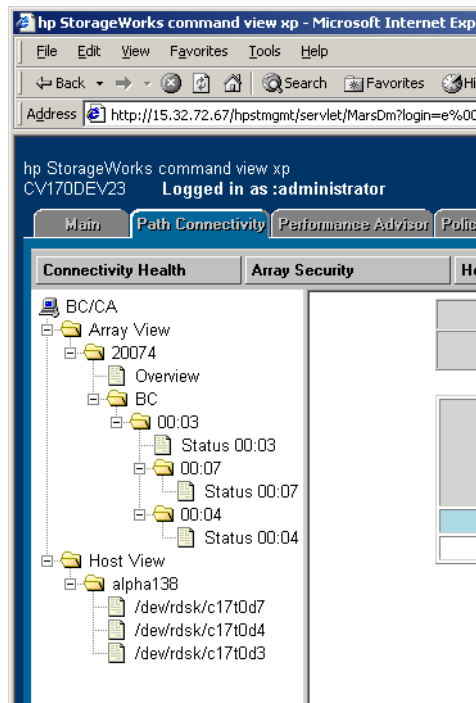 hp StorageWorks command view xp - Microsoft Internet Exp
File Edit View Favorites Tools Help
Back Search Favorites Hi
Address http://15.32.72.67/hpstmgmt/servlet/MarsDm?login=e%00
hp StorageWorks command view xp
CV170DEV23 Logged in as :administrator
Main Path Connectivity Performance Advisor Polic
Connectivity Health Array Security He
BC/CA
Array View
20074
Overview
BC
00:03
Status 00:03
00:07
Status 00:07
00:04
Status 00:04
Host View
alpha138
/dev/rdsk/c17t0d7
/dev/rdsk/c17t0d4
/dev/rdsk/c17t0d3